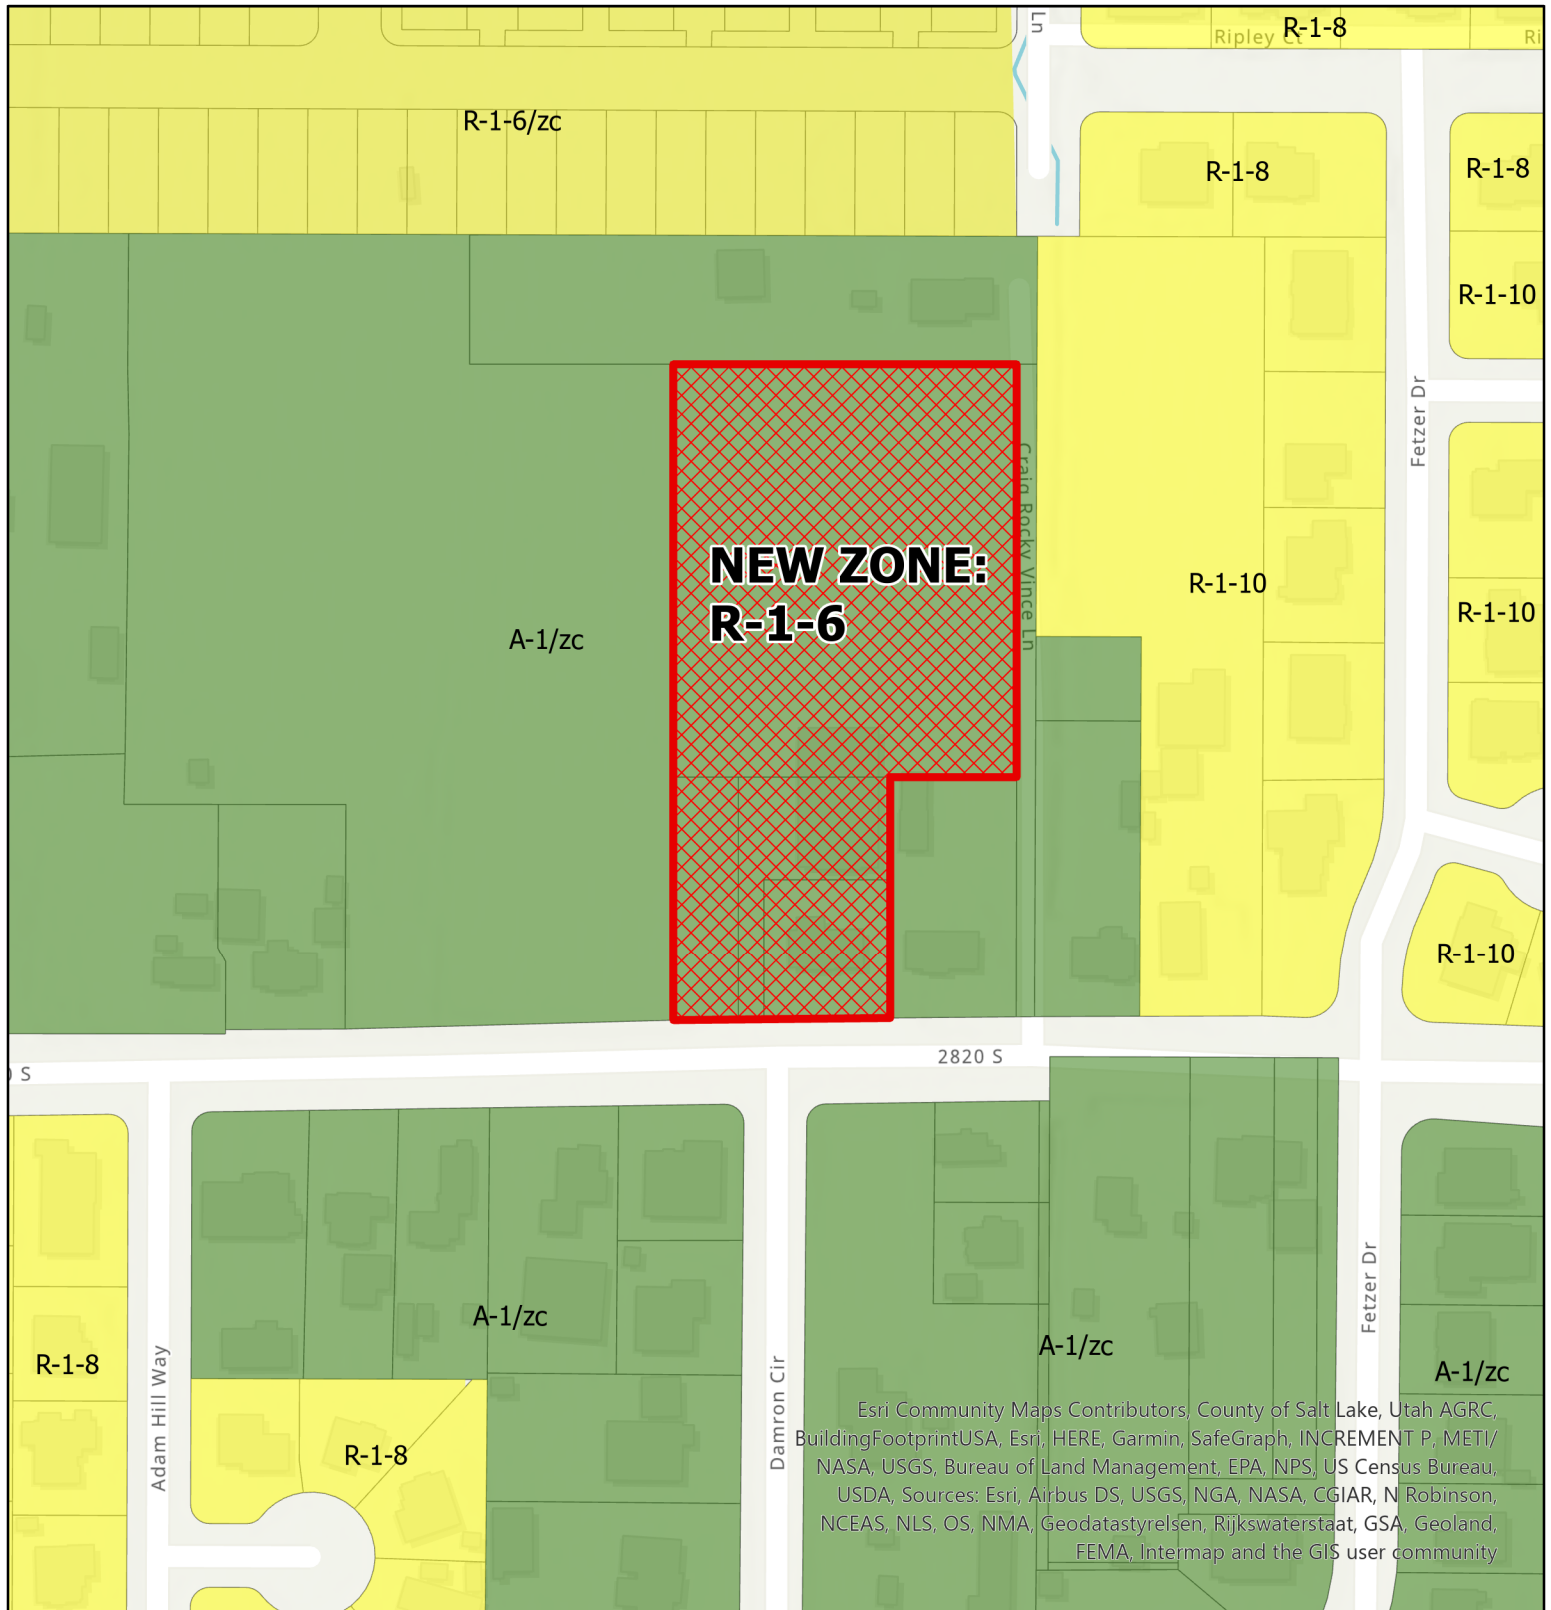 Ln
R-1-8
Ripley Ct
Ri
R-1-6/zc
R-1-8
R-1-8
R-1-10
Fetzer Dr
Craig Rocky Vince Ln
NEW ZONE:
R-1-6
R-1-10
R-1-10
A-1/zc
R-1-10
2820 S
S
Fetzer Dr
A-1/zc
A-1/zc
A-1/zc
R-1-8
Adam Hill Way
Damron Cir
R-1-8
Esri Community Maps Contributors, County of Salt Lake, Utah AGRC,
BuildingFootprintUSA, Esri, HERE, Garmin, SafeGraph, INCREMENT P, METI/
NASA, USGS, Bureau of Land Management, EPA, NPS, US Census Bureau,
USDA, Sources: Esri, Airbus DS, USGS, NGA, NASA, CGIAR, N Robinson,
NCEAS, NLS, OS, NMA, Geodatastyrelsen, Rijkswaterstaat, GSA, Geoland,
FEMA, Intermap and the GIS user community